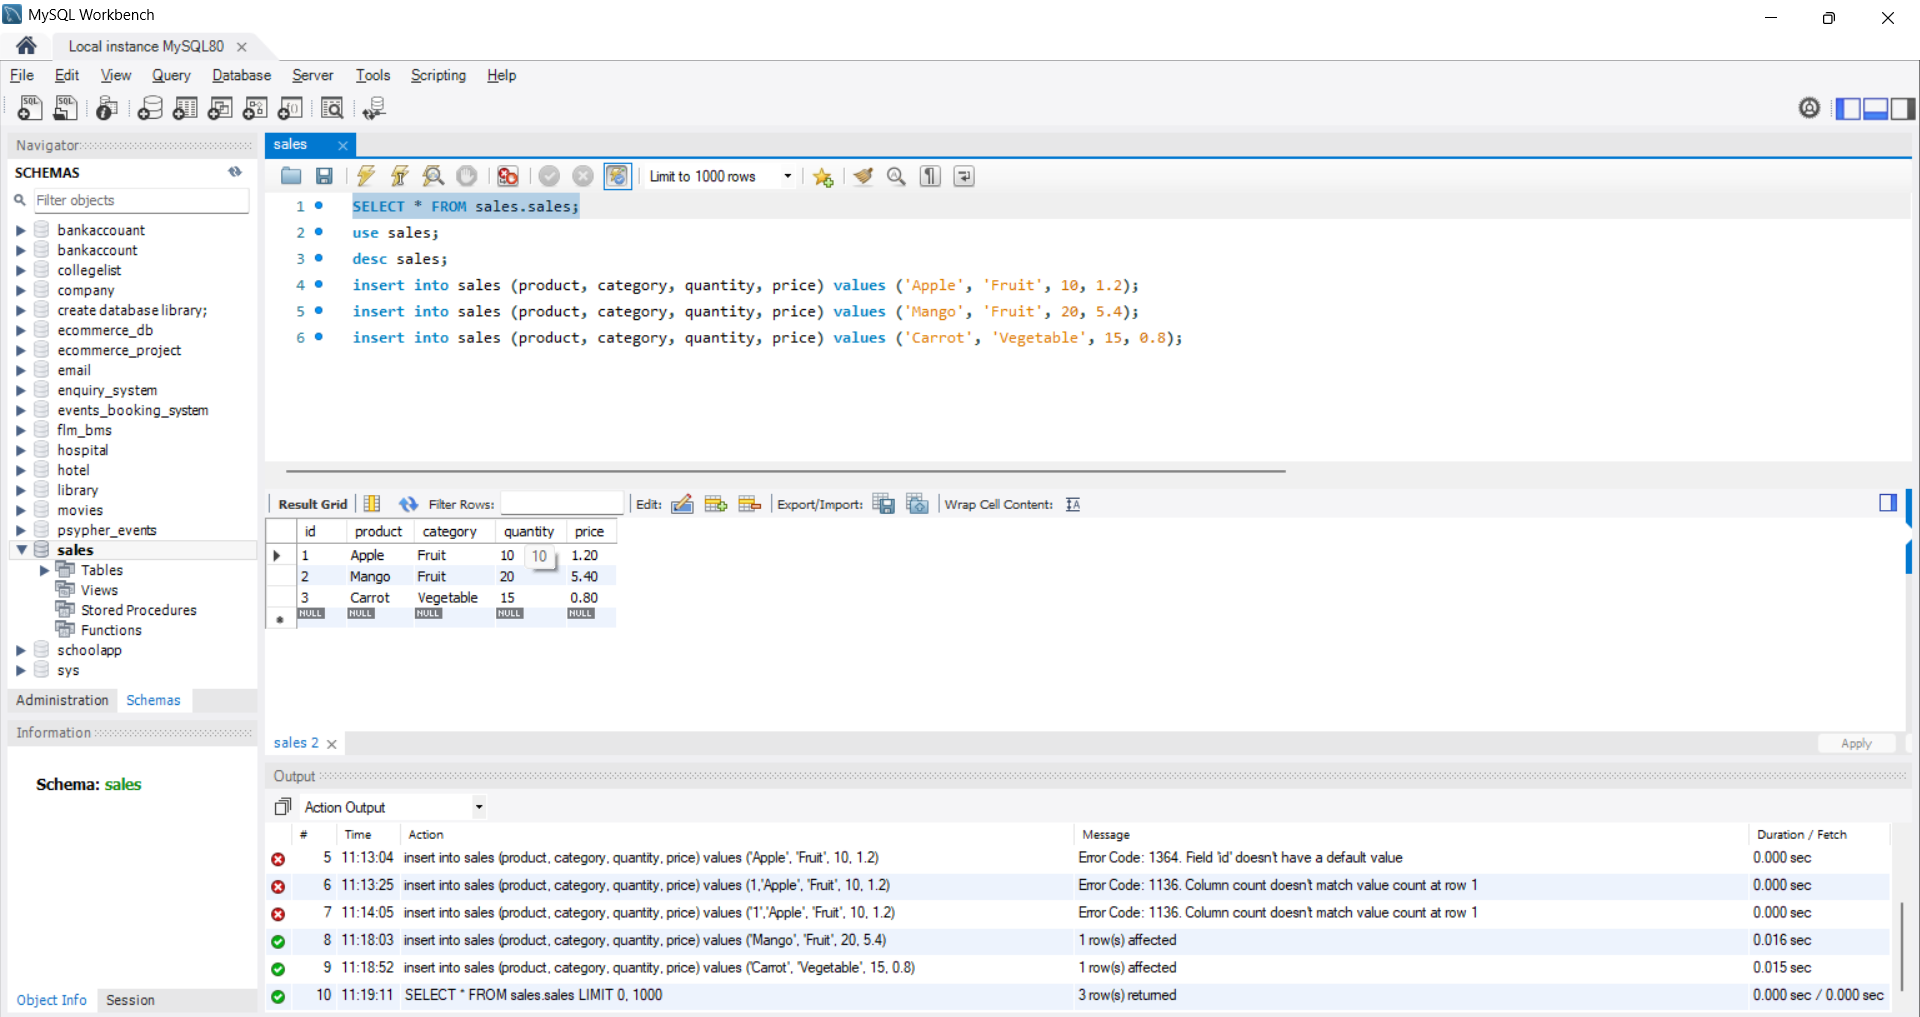 MySQL Workbench
Local instance MySQL80
File Edit View Query Database Server Tools Scripting Help
Navigator
SCHEMAS
Filter objects
bankaccouant
bankaccount
collegelist
company
create database library;
ecommerce_db
ecommerce_project
email
enquiry_system
events_booking_system
flm_bms
hospital
hotel
library
movies
psypher_events
sales
Tables
Views
Stored Procedures
Functions
schoolapp
sys
Administration Schemas
Information
Schema: sales
Object Info Session
sales
Limit to 1000 rows
1 SELECT * FROM sales.sales;
2 use sales;
3 desc sales;
4 insert into sales (product, category, quantity, price) values ('Apple', 'Fruit', 10, 1.2);
5 insert into sales (product, category, quantity, price) values ('Mango', 'Fruit', 20, 5.4);
6 insert into sales (product, category, quantity, price) values ('Carrot', 'Vegetable', 15, 0.8);
Result Grid Filter Rows: Edit: Export/Import: Wrap Cell Content: IA
id product category quantity price
1 Apple Fruit 10 10 1.20
2 Mango Fruit 20 5.40
3 Carrot Vegetable 15 0.80
NULL NULL NULL NULL NULL
sales 2
Apply
Output
Action Output
# Time Action Message Duration / Fetch
5 11:13:04 insert into sales (product, category, quantity, price) values ('Apple', 'Fruit', 10, 1.2) Error Code: 1364. Field 'id' doesn't have a default value 0.000 sec
6 11:13:25 insert into sales (product, category, quantity, price) values (1,'Apple', 'Fruit', 10, 1.2) Error Code: 1136. Column count doesn't match value count at row 1 0.000 sec
7 11:14:05 insert into sales (product, category, quantity, price) values ('1','Apple', 'Fruit', 10, 1.2) Error Code: 1136. Column count doesn't match value count at row 1 0.000 sec
8 11:18:03 insert into sales (product, category, quantity, price) values ('Mango', 'Fruit', 20, 5.4) 1 row(s) affected 0.016 sec
9 11:18:52 insert into sales (product, category, quantity, price) values ('Carrot', 'Vegetable', 15, 0.8) 1 row(s) affected 0.015 sec
10 11:19:11 SELECT * FROM sales.sales LIMIT 0, 1000 3 row(s) returned 0.000 sec / 0.000 sec